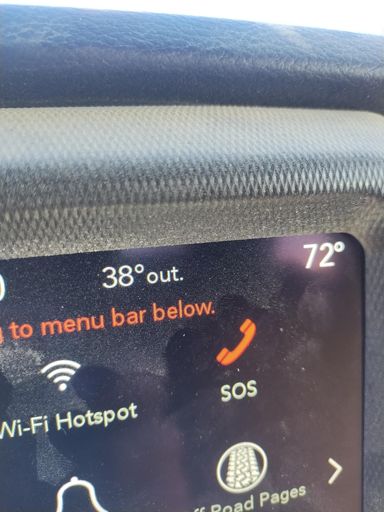 38° out.
72°
to menu bar below.
SOS
Wi-Fi Hotspot
Road Pages